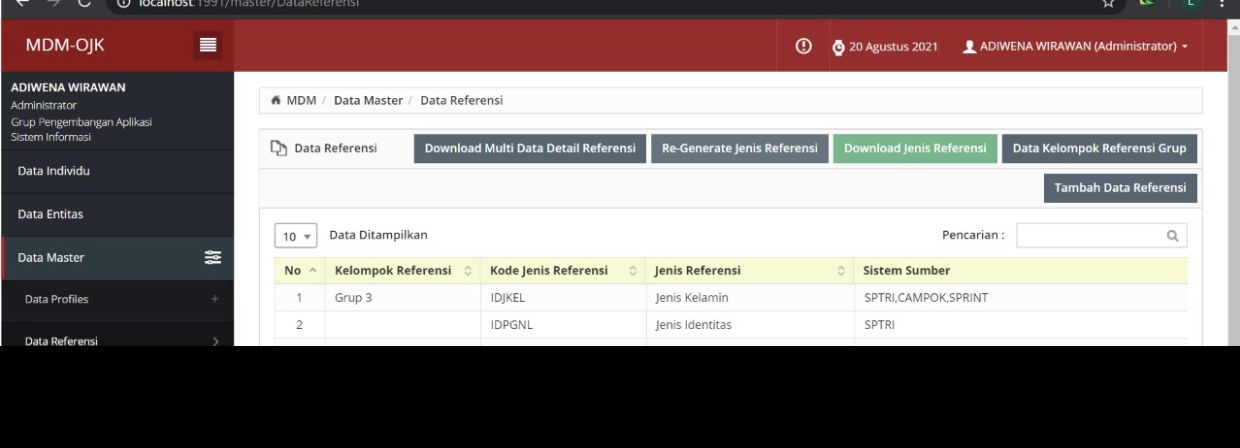 localhost:1991/master/DataReferensi
L
MDM-OJK
20 Agustus 2021
ADIWENA WIRAWAN (Administrator)
ADIWENA WIRAWAN
Administrator
Grup Pengembangan Aplikasi
Sistem Informasi
MDM / Data Master / Data Referensi
Data Referensi
Download Multi Data Detail Referensi
Re-Generate Jenis Referensi
Download Jenis Referensi
Data Kelompok Referensi Grup
Tambah Data Referensi
Data Individu
Data Entitas
Data Master
Data Profiles +
Data Referensi >
10 Data Ditampilkan
Pencarian :
No Kelompok Referensi Kode Jenis Referensi Jenis Referensi Sistem Sumber
1 Grup 3 IDJKEL Jenis Kelamin SPTRI,CAMPOK,SPRINT
2 IDPGNL Jenis Identitas SPTRI